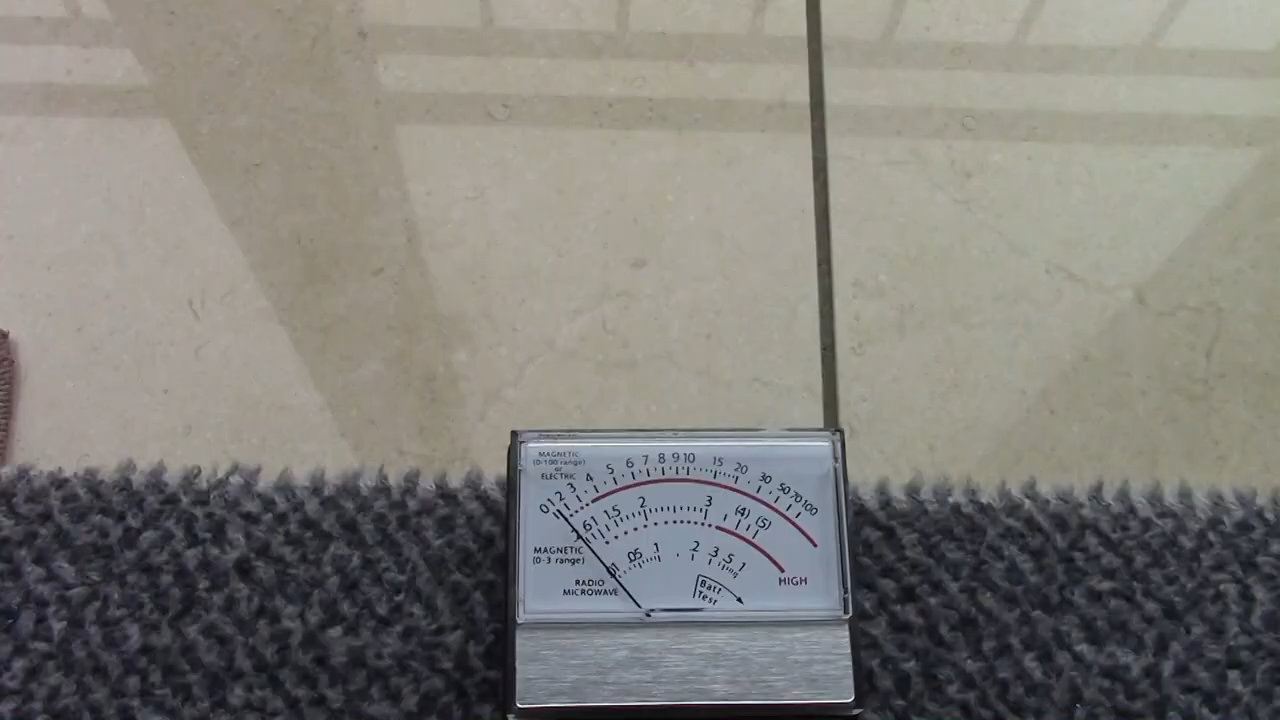 MAGNETIC
(0-100 range)
or
ELECTRIC
0 1 2 3 4 5 6 7 8 9 10 15 20 30 50 70 100
.6 1 1.5 2 3 (4) (5)
MAGNETIC
(0-3 range)
.05 .1 .2 .3 .5 1
RADIO
MICROWAVE
HIGH
Batt
Test